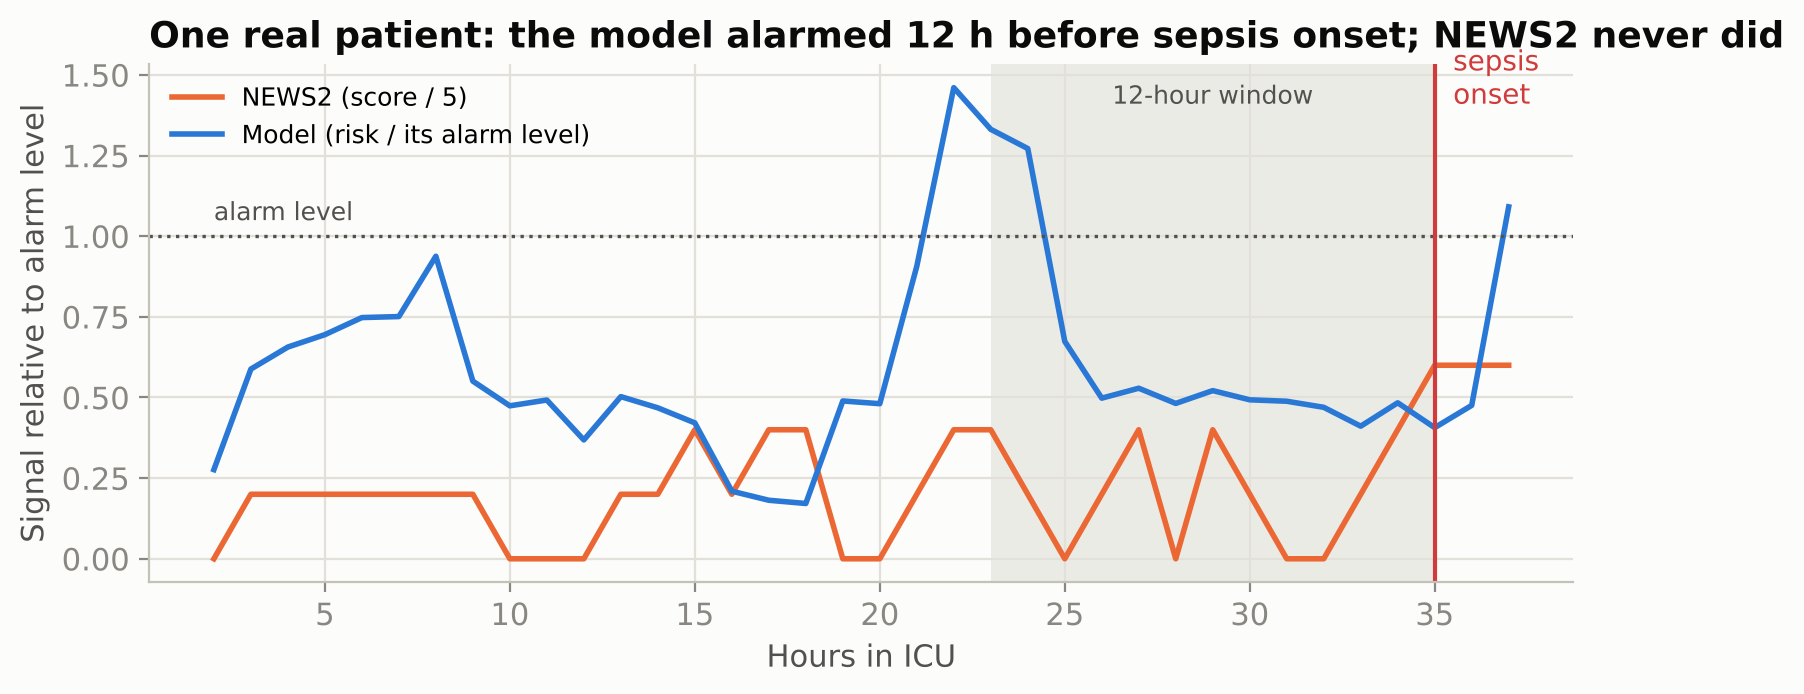 One real patient: the model alarmed 12 h before sepsis onset; NEWS2 never did
sepsis
onset
1.50
1.25
1.00
0.75
0.50
0.25
0.00
Signal relative to alarm level
NEWS2 (score / 5)
Model (risk / its alarm level)
12-hour window
alarm level
5
10
15
20
25
30
35
Hours in ICU